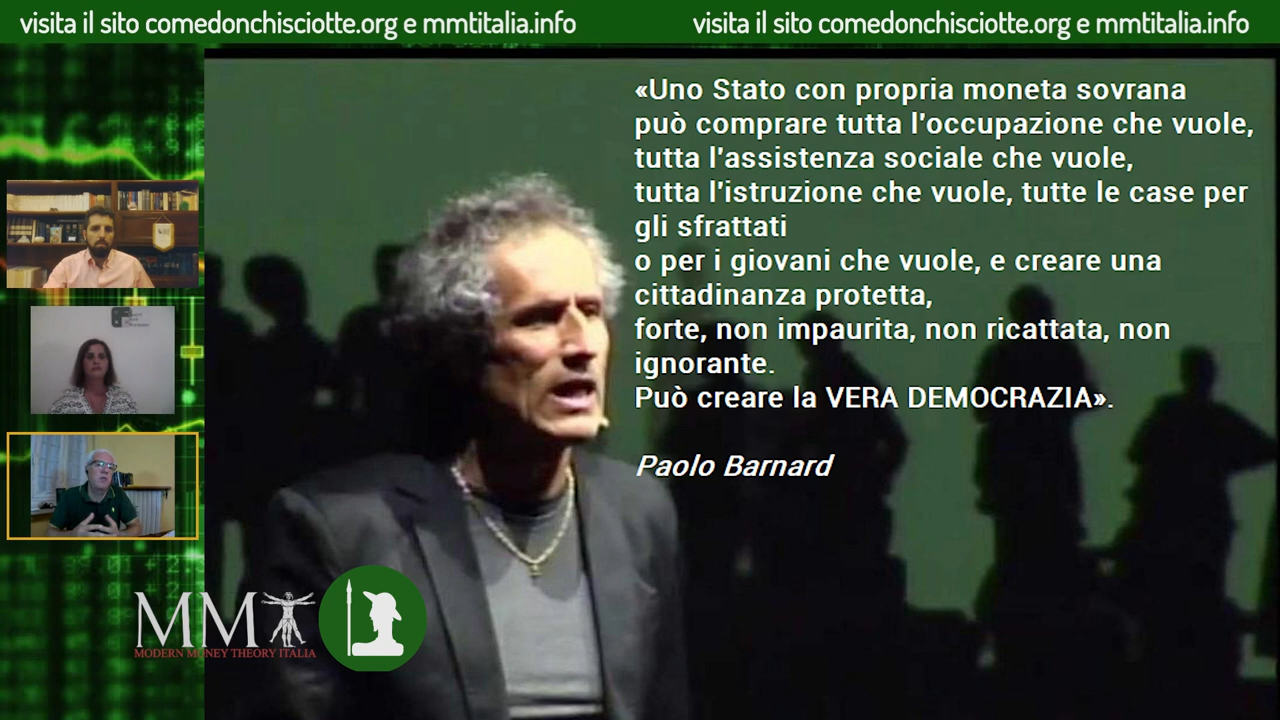 visita il sito comedonchisciotte.org e mmtitalia.info
visita il sito comedonchisciotte.org e mmtitalia.info
«Uno Stato con propria moneta sovrana
può comprare tutta l'occupazione che vuole,
tutta l'assistenza sociale che vuole,
tutta l'istruzione che vuole, tutte le case per
gli sfrattati
o per i giovani che vuole, e creare una
cittadinanza protetta,
forte, non impaurita, non ricattata, non
ignorante.
Può creare la VERA DEMOCRAZIA».
Paolo Barnard
MMT
MODERN MONEY THEORY ITALIA